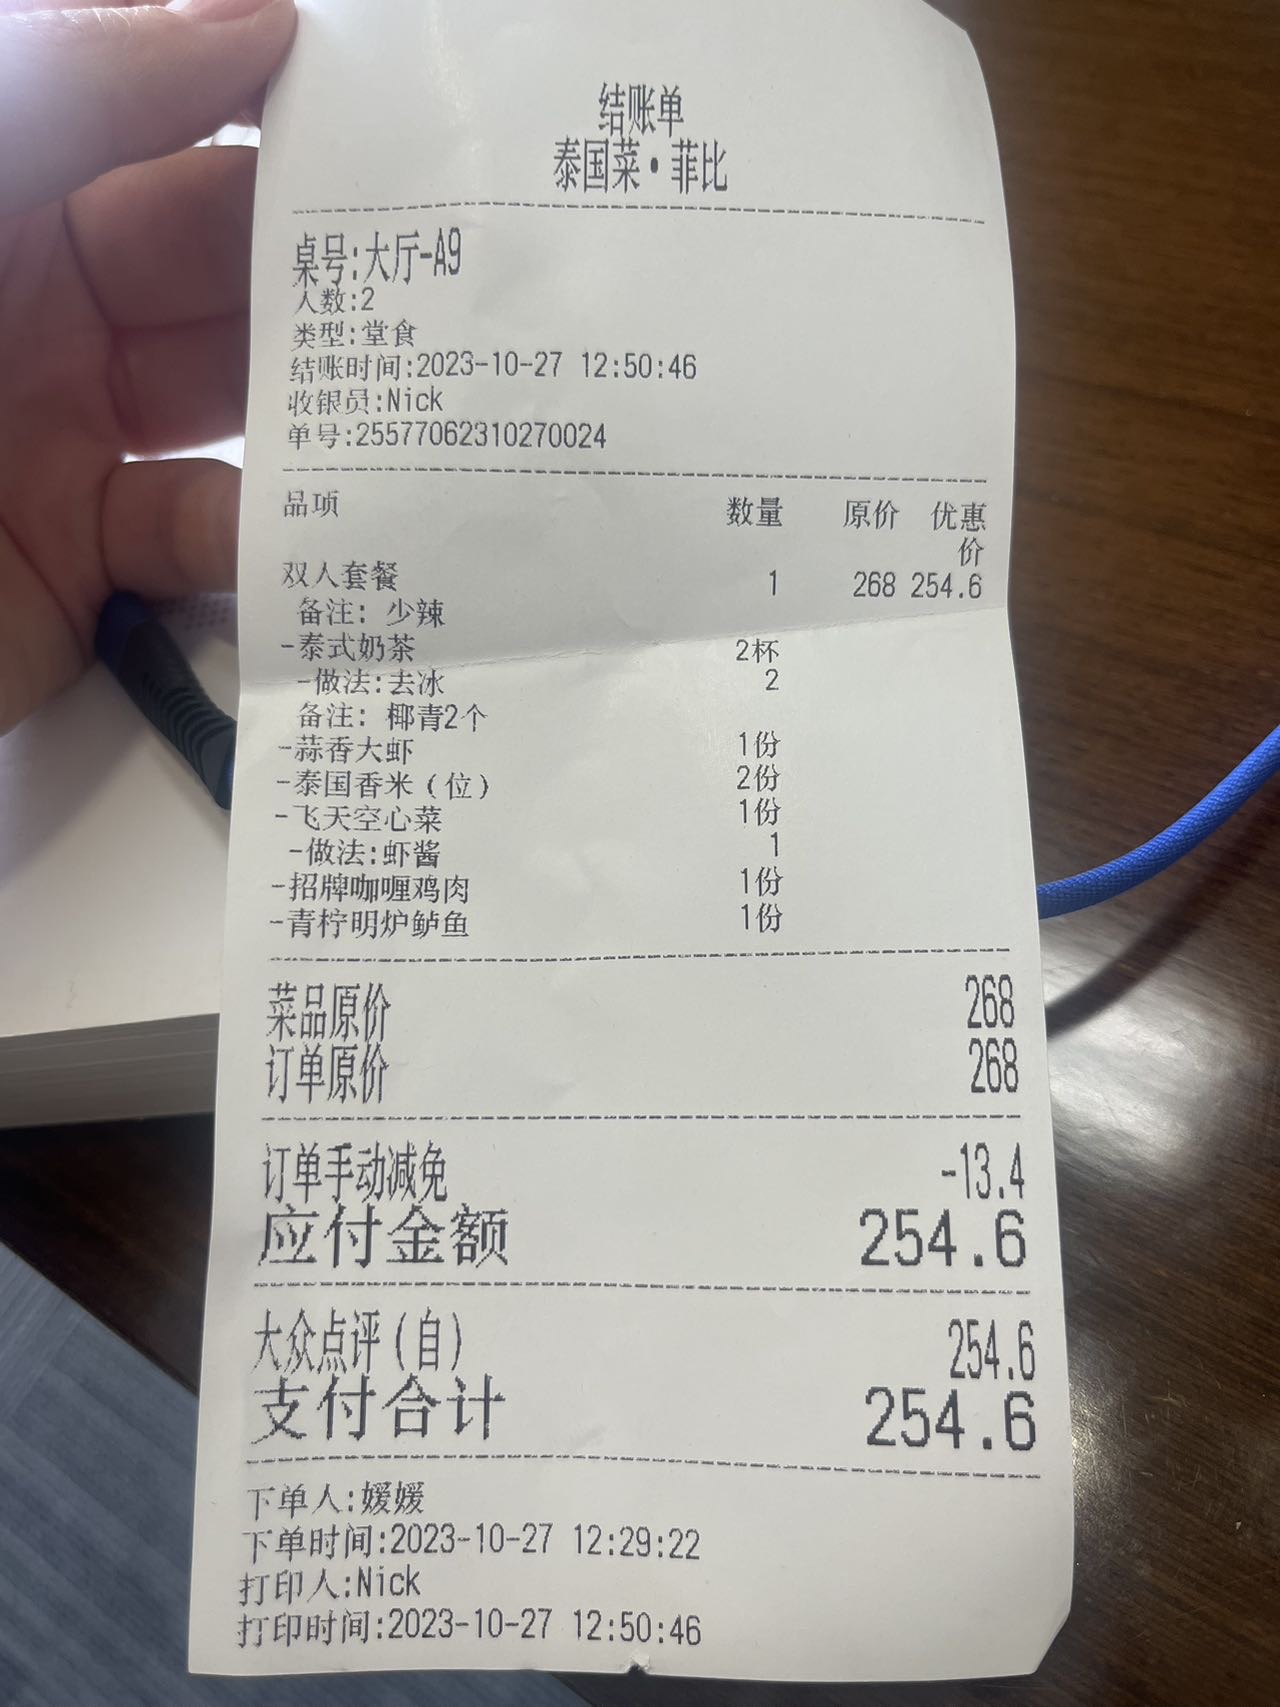 结账单
泰国菜·菲比
桌号:大厅-A9
人数:2
类型:堂食
结账时间:2023-10-27 12:50:46
收银员:Nick
单号:255770623102700​24
品项 数量 原价 优惠价
双人套餐 1 268 254.6
备注: 少辣
-泰式奶茶 2杯
-做法:去冰 2
备注: 椰青2个
-蒜香大虾 1份
-泰国香米(位) 2份
-飞天空心菜 1份
-做法:虾酱 1
-招牌咖喱鸡肉 1份
-青柠明炉鲈鱼 1份
菜品原价 268
订单原价 268
订单手动减免 -13.4
应付金额 254.6
大众点评(自) 254.6
支付合计 254.6
下单人:媛媛
下单时间:2023-10-27 12:29:22
打印人:Nick
打印时间:2023-10-27 12:50:46